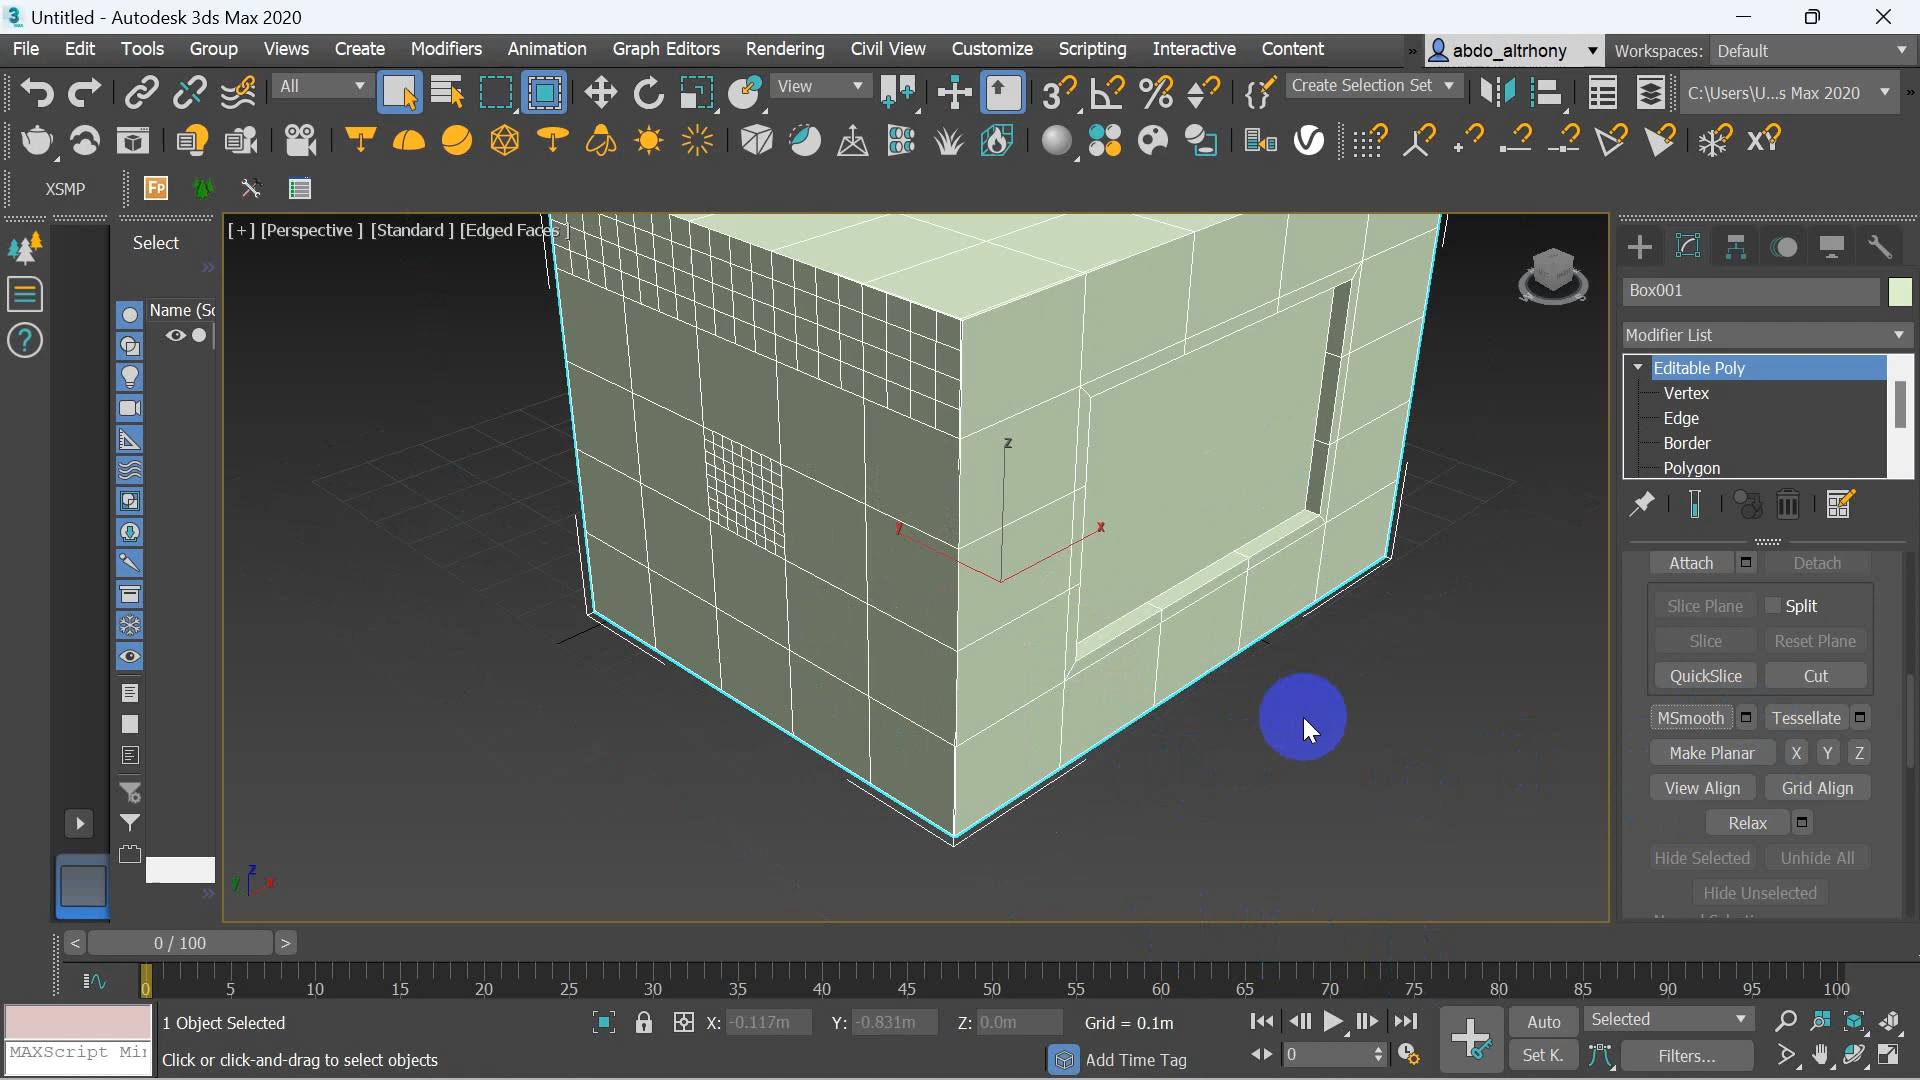 Untitled - Autodesk 3ds Max 2020
File Edit Tools Group Views Create Modifiers Animation Graph Editors Rendering Civil View Customize Scripting Interactive Content
abdo_altrhony
Workspaces: Default
All
View
Create Selection Set
C:\Users\U...s Max 2020
XSMP
Select
Name (Sc
[+] [Perspective ] [Standard ] [Edged Faces ]
z
y
x
Box001
Modifier List
Editable Poly
Vertex
Edge
Border
Polygon
Attach Detach
Slice Plane Split
Slice Reset Plane
QuickSlice Cut
MSmooth Tessellate
Make Planar X Y Z
View Align Grid Align
Relax
Hide Selected Unhide All
Hide Unselected
z
y x
< 0 / 100 >
0 5 10 15 20 25 30 35 40 45 50 55 60 65 70 75 80 85 90 95 100
1 Object Selected
X: -0.117m Y: -0.831m Z: 0.0m Grid = 0.1m
Auto Selected
MAXScript Mi
Click or click-and-drag to select objects
Add Time Tag
0
Set K. Filters...